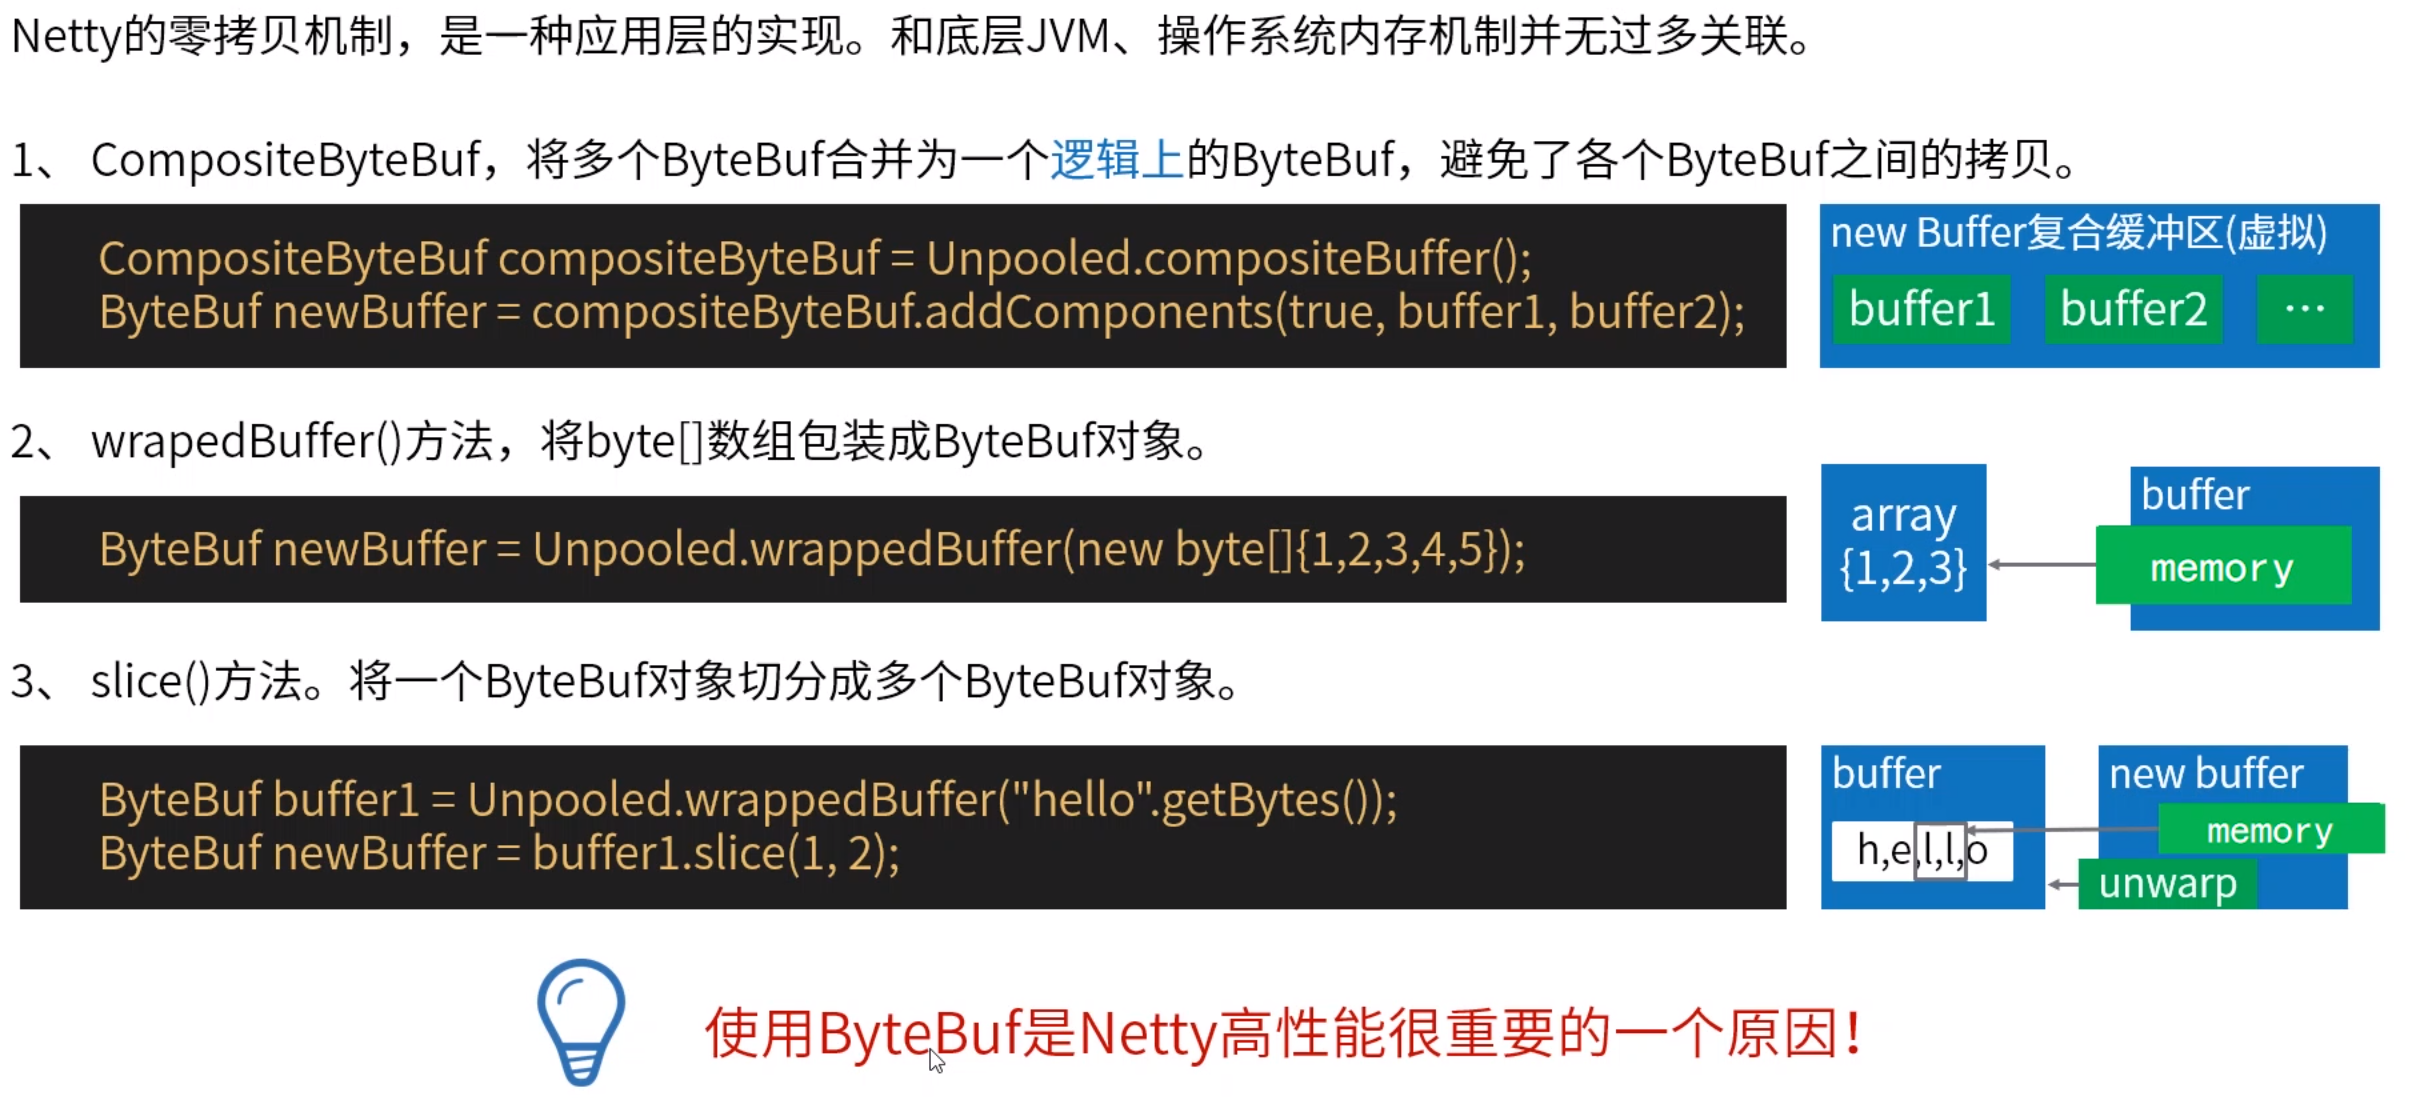 Netty的零拷贝机制，是一种应用层的实现。和底层JVM、操作系统内存机制并无过多关联。
1、 CompositeByteBuf，将多个ByteBuf合并为一个逻辑上的ByteBuf，避免了各个ByteBuf之间的拷贝。
CompositeByteBuf compositeByteBuf = Unpooled.compositeBuffer();
ByteBuf newBuffer = compositeByteBuf.addComponents(true, buffer1, buffer2);
new Buffer复合缓冲区(虚拟)
buffer1 buffer2 ...
2、 wrapedBuffer()方法，将byte[]数组包装成ByteBuf对象。
ByteBuf newBuffer = Unpooled.wrappedBuffer(new byte[]{1,2,3,4,5});
array
{1,2,3}
buffer
memory
3、 slice()方法。将一个ByteBuf对象切分成多个ByteBuf对象。
ByteBuf buffer1 = Unpooled.wrappedBuffer("hello".getBytes());
ByteBuf newBuffer = buffer1.slice(1, 2);
buffer
h,e,l,l,o
new buffer
memory
unwarp
使用ByteBuf是Netty高性能很重要的一个原因！